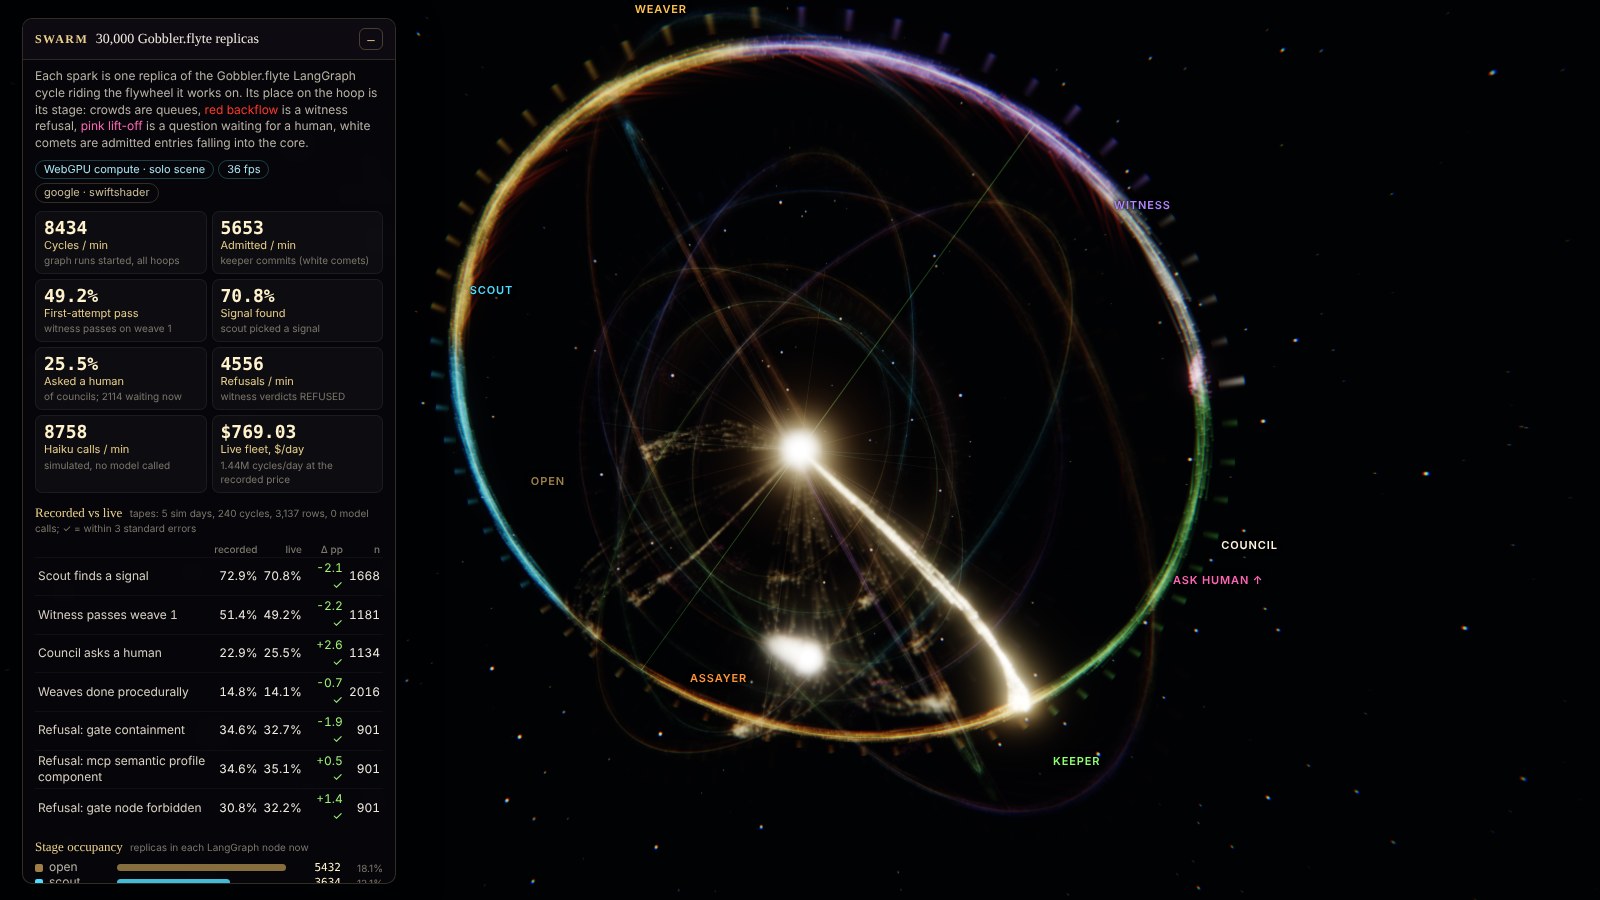 SWARM 30,000 Gobbler.flyte replicas
–
Each spark is one replica of the Gobbler.flyte LangGraph
cycle riding the flywheel it works on. Its place on the hoop is
its stage: crowds are queues, red backflow is a witness
refusal, pink lift-off is a question waiting for a human, white
comets are admitted entries falling into the core.
WebGPU compute · solo scene
36 fps
google · swiftshader
8434
Cycles / min
graph runs started, all hoops
5653
Admitted / min
keeper commits (white comets)
49.2%
First-attempt pass
witness passes on weave 1
70.8%
Signal found
scout picked a signal
25.5%
Asked a human
of councils; 2114 waiting now
4556
Refusals / min
witness verdicts REFUSED
8758
Haiku calls / min
simulated, no model called
$769.03
Live fleet, $/day
1.44M cycles/day at the
recorded price
Recorded vs live tapes: 5 sim days, 240 cycles, 3,137 rows, 0 model
calls; ✓ = within 3 standard errors
recorded live Δ pp n
Scout finds a signal 72.9% 70.8% -2.1 ✓ 1668
Witness passes weave 1 51.4% 49.2% -2.2 ✓ 1181
Council asks a human 22.9% 25.5% +2.6 ✓ 1134
Weaves done procedurally 14.8% 14.1% -0.7 ✓ 2016
Refusal: gate containment 34.6% 32.7% -1.9 ✓ 901
Refusal: mcp semantic profile
component 34.6% 35.1% +0.5 ✓ 901
Refusal: gate node forbidden 30.8% 32.2% +1.4 ✓ 901
Stage occupancy replicas in each LangGraph node now
open 5432 18.1%
scout 3634
WEAVER
WITNESS
SCOUT
OPEN
COUNCIL
ASK HUMAN ↑
ASSAYER
KEEPER